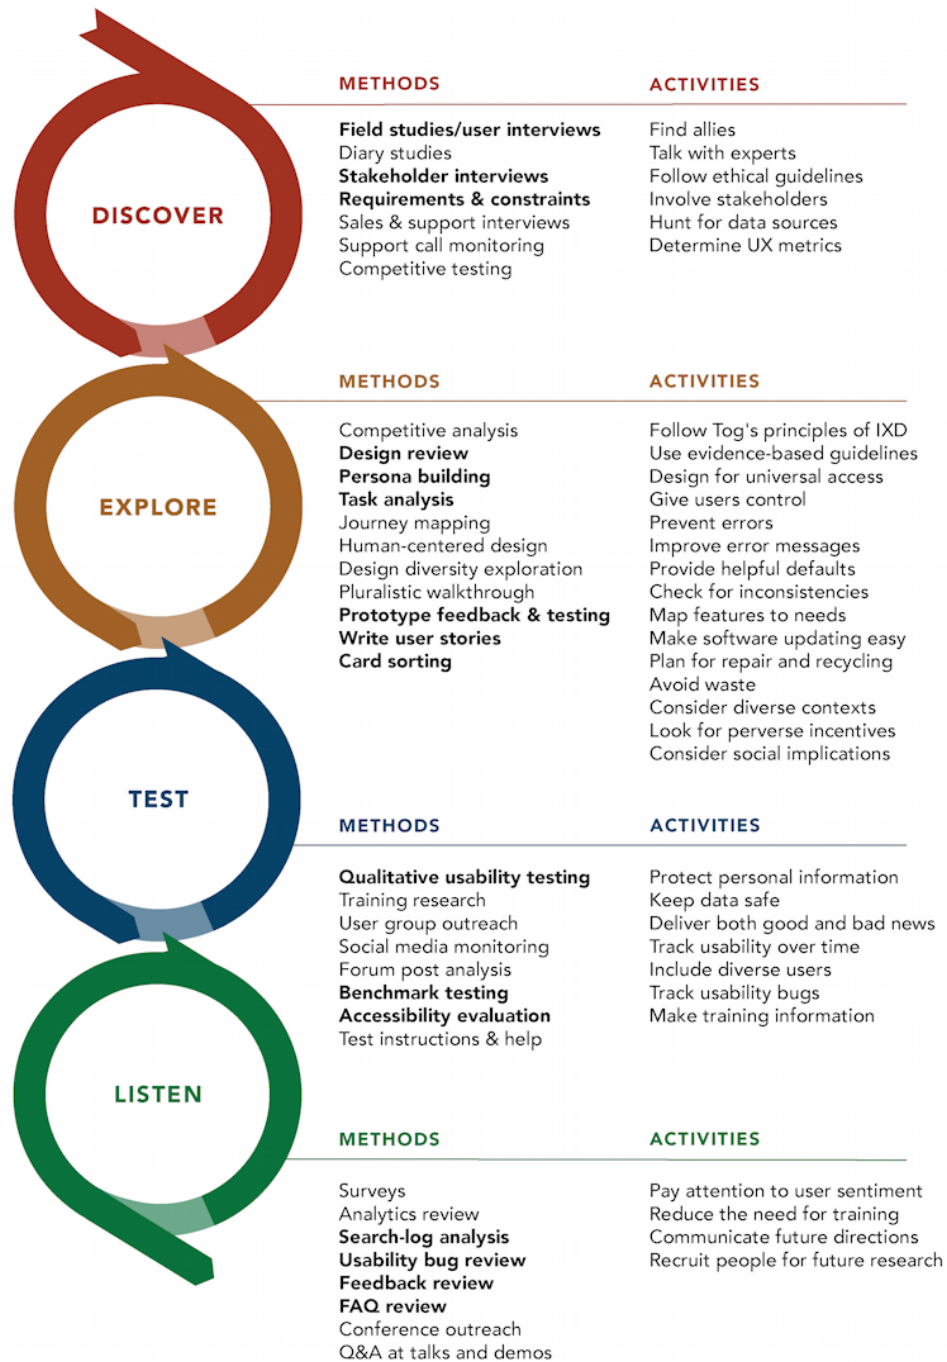 DISCOVER
METHODS
Field studies/user interviews
Diary studies
Stakeholder interviews
Requirements & constraints
Sales & support interviews
Support call monitoring
Competitive testing
ACTIVITIES
Find allies
Talk with experts
Follow ethical guidelines
Involve stakeholders
Hunt for data sources
Determine UX metrics
EXPLORE
METHODS
Competitive analysis
Design review
Persona building
Task analysis
Journey mapping
Human-centered design
Design diversity exploration
Pluralistic walkthrough
Prototype feedback & testing
Write user stories
Card sorting
ACTIVITIES
Follow Tog's principles of IXD
Use evidence-based guidelines
Design for universal access
Give users control
Prevent errors
Improve error messages
Provide helpful defaults
Check for inconsistencies
Map features to needs
Make software updating easy
Plan for repair and recycling
Avoid waste
Consider diverse contexts
Look for perverse incentives
Consider social implications
TEST
METHODS
Qualitative usability testing
Training research
User group outreach
Social media monitoring
Forum post analysis
Benchmark testing
Accessibility evaluation
Test instructions & help
ACTIVITIES
Protect personal information
Keep data safe
Deliver both good and bad news
Track usability over time
Include diverse users
Track usability bugs
Make training information
LISTEN
METHODS
Surveys
Analytics review
Search-log analysis
Usability bug review
Feedback review
FAQ review
Conference outreach
Q&A at talks and demos
ACTIVITIES
Pay attention to user sentiment
Reduce the need for training
Communicate future directions
Recruit people for future research